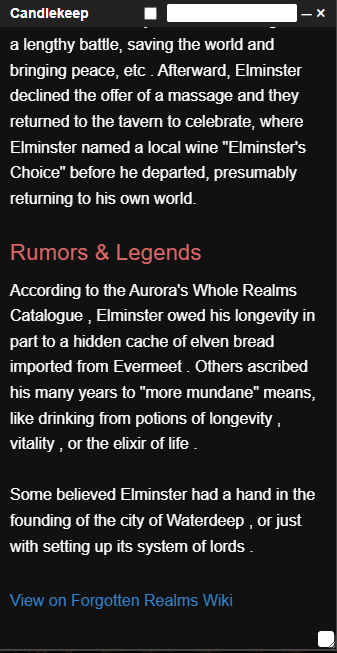 Candlekeep
a lengthy battle, saving the world and
bringing peace, etc . Afterward, Elminster
declined the offer of a massage and they
returned to the tavern to celebrate, where
Elminster named a local wine "Elminster's
Choice" before he departed, presumably
returning to his own world.
Rumors & Legends
According to the Aurora's Whole Realms
Catalogue , Elminster owed his longevity in
part to a hidden cache of elven bread
imported from Evermeet . Others ascribed
his many years to "more mundane" means,
like drinking from potions of longevity ,
vitality , or the elixir of life .
Some believed Elminster had a hand in the
founding of the city of Waterdeep , or just
with setting up its system of lords .
View on Forgotten Realms Wiki